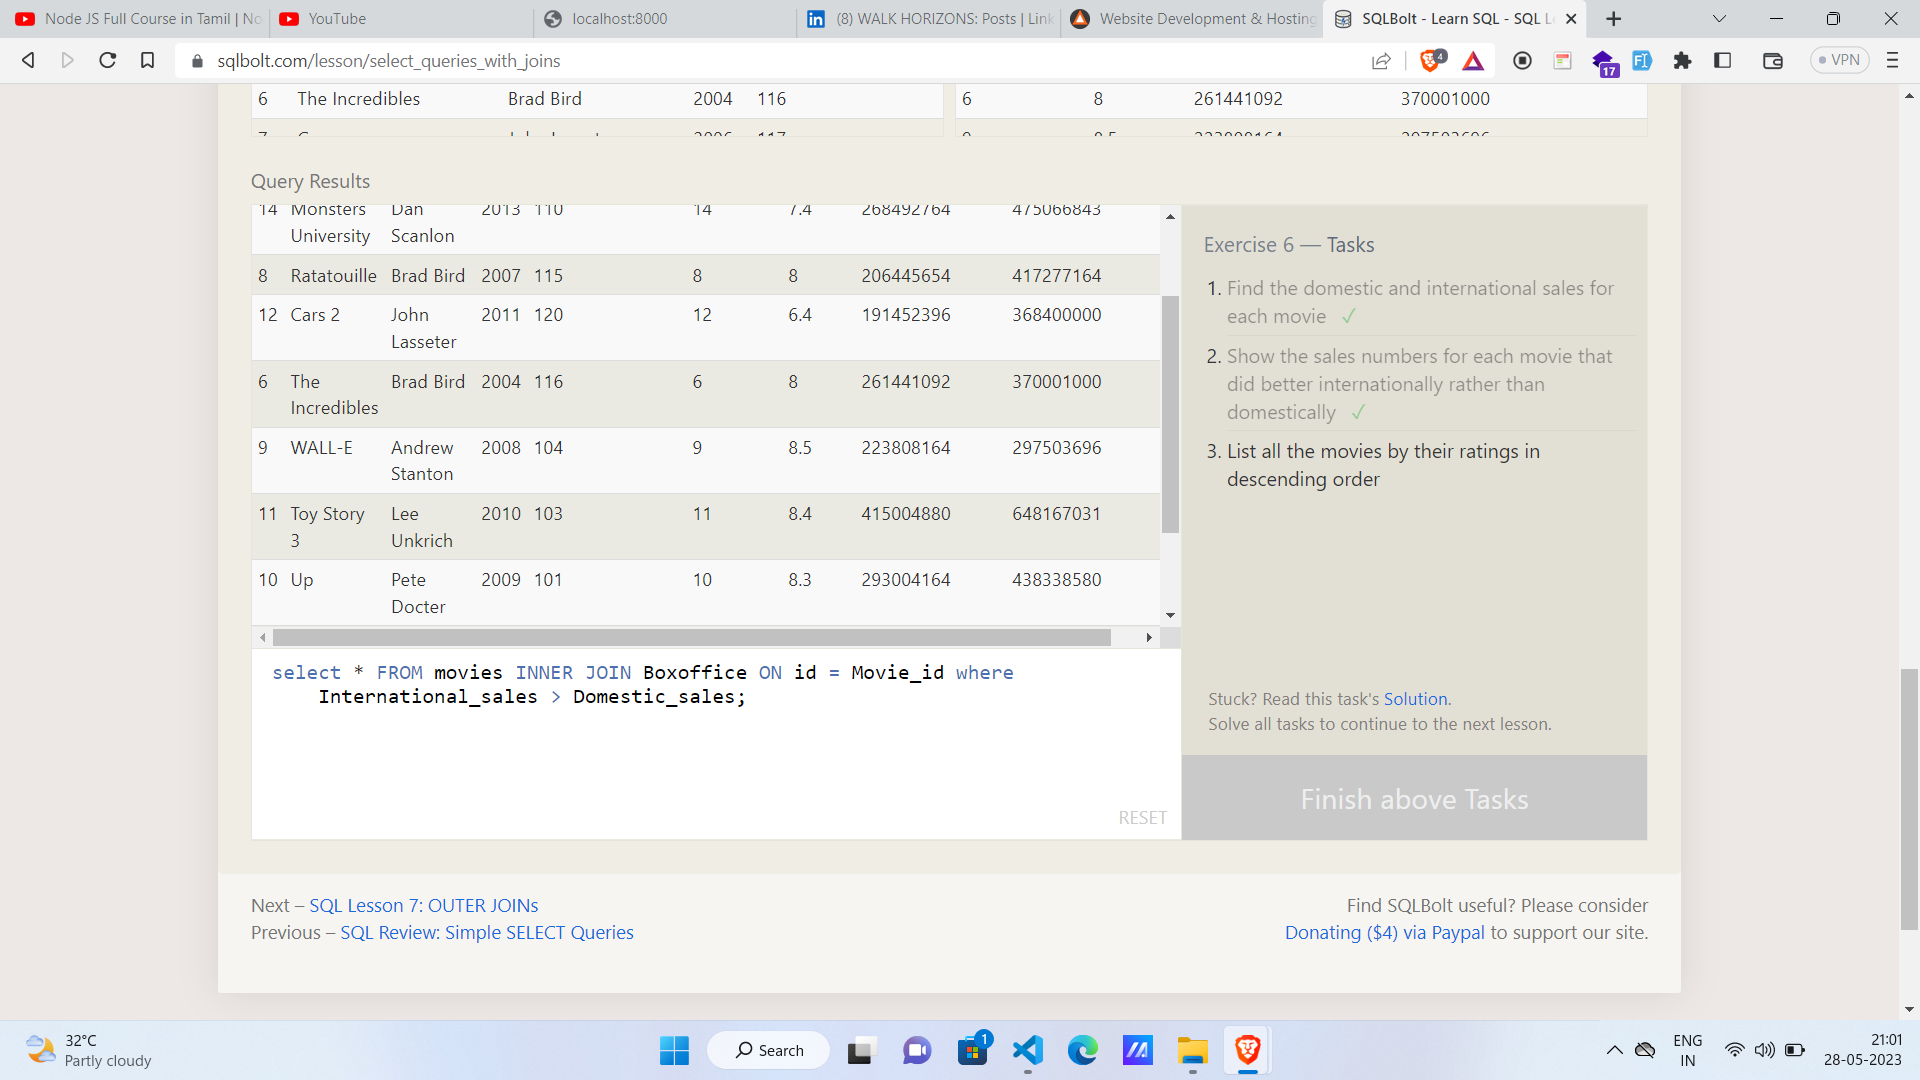 Node JS Full Course in Tamil | No
YouTube
localhost:8000
(8) WALK HORIZONS: Posts | Link
Website Development & Hosting
SQLBolt - Learn SQL - SQL L
sqlbolt.com/lesson/select_queries_with_joins
4
17
VPN
6 The Incredibles Brad Bird 2004 116
6 8 261441092 370001000
Query Results
14 Monsters University Dan Scanlon 2013 110 14 7.4 268492764 475066843
8 Ratatouille Brad Bird 2007 115 8 8 206445654 417277164
12 Cars 2 John Lasseter 2011 120 12 6.4 191452396 368400000
6 The Incredibles Brad Bird 2004 116 6 8 261441092 370001000
9 WALL-E Andrew Stanton 2008 104 9 8.5 223808164 297503696
11 Toy Story 3 Lee Unkrich 2010 103 11 8.4 415004880 648167031
10 Up Pete Docter 2009 101 10 8.3 293004164 438338580
select * FROM movies INNER JOIN Boxoffice ON id = Movie_id where
International_sales > Domestic_sales;
RESET
Exercise 6 — Tasks
1. Find the domestic and international sales for
each movie ✓
2. Show the sales numbers for each movie that
did better internationally rather than
domestically ✓
3. List all the movies by their ratings in
descending order
Stuck? Read this task's Solution.
Solve all tasks to continue to the next lesson.
Finish above Tasks
Next – SQL Lesson 7: OUTER JOINs
Previous – SQL Review: Simple SELECT Queries
Find SQLBolt useful? Please consider
Donating ($4) via Paypal to support our site.
32°C
Partly cloudy
Search
1
ENG
IN
21:01
28-05-2023